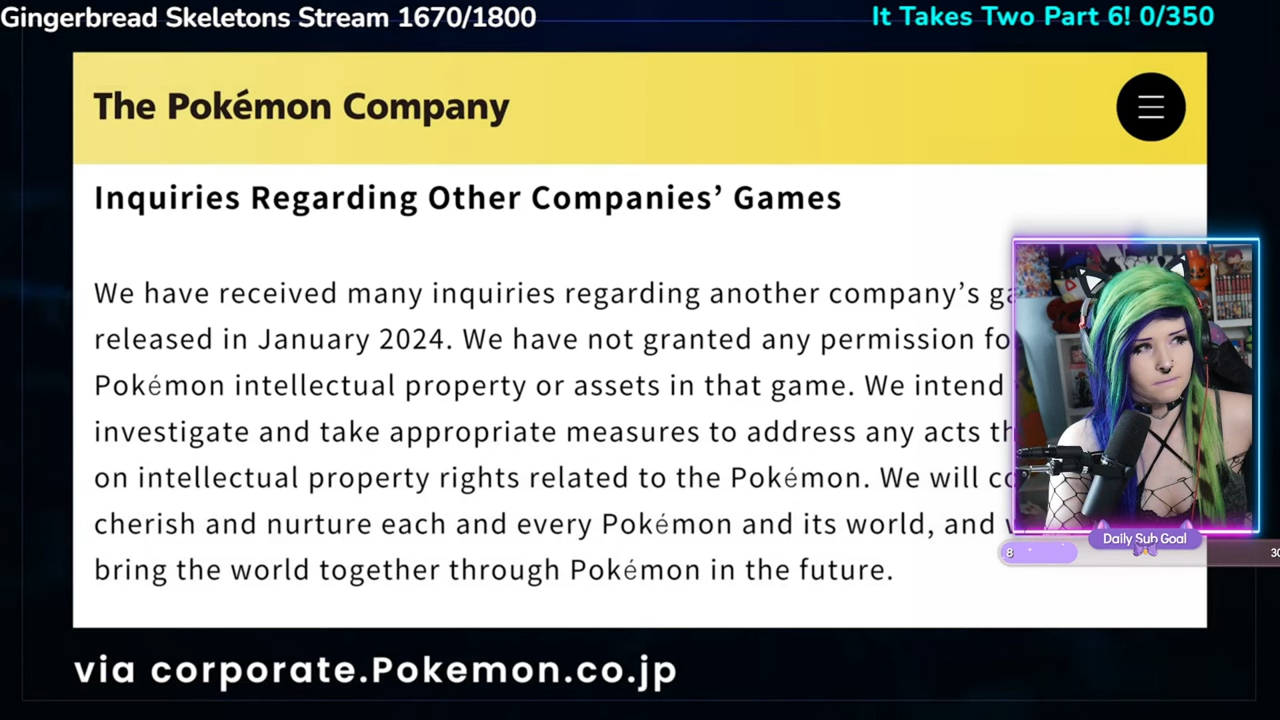 Gingerbread Skeletons Stream 1670/1800
It Takes Two Part 6! 0/350
The Pokémon Company
Inquiries Regarding Other Companies’ Games
We have received many inquiries regarding another company’s
released in January 2024. We have not granted any permission
Pokémon intellectual property or assets in that game. We intend
investigate and take appropriate measures to address any acts
on intellectual property rights related to the Pokémon. We will
cherish and nurture each and every Pokémon and its world, and
bring the world together through Pokémon in the future.
Daily Sub Goal
8
30
via corporate.Pokemon.co.jp